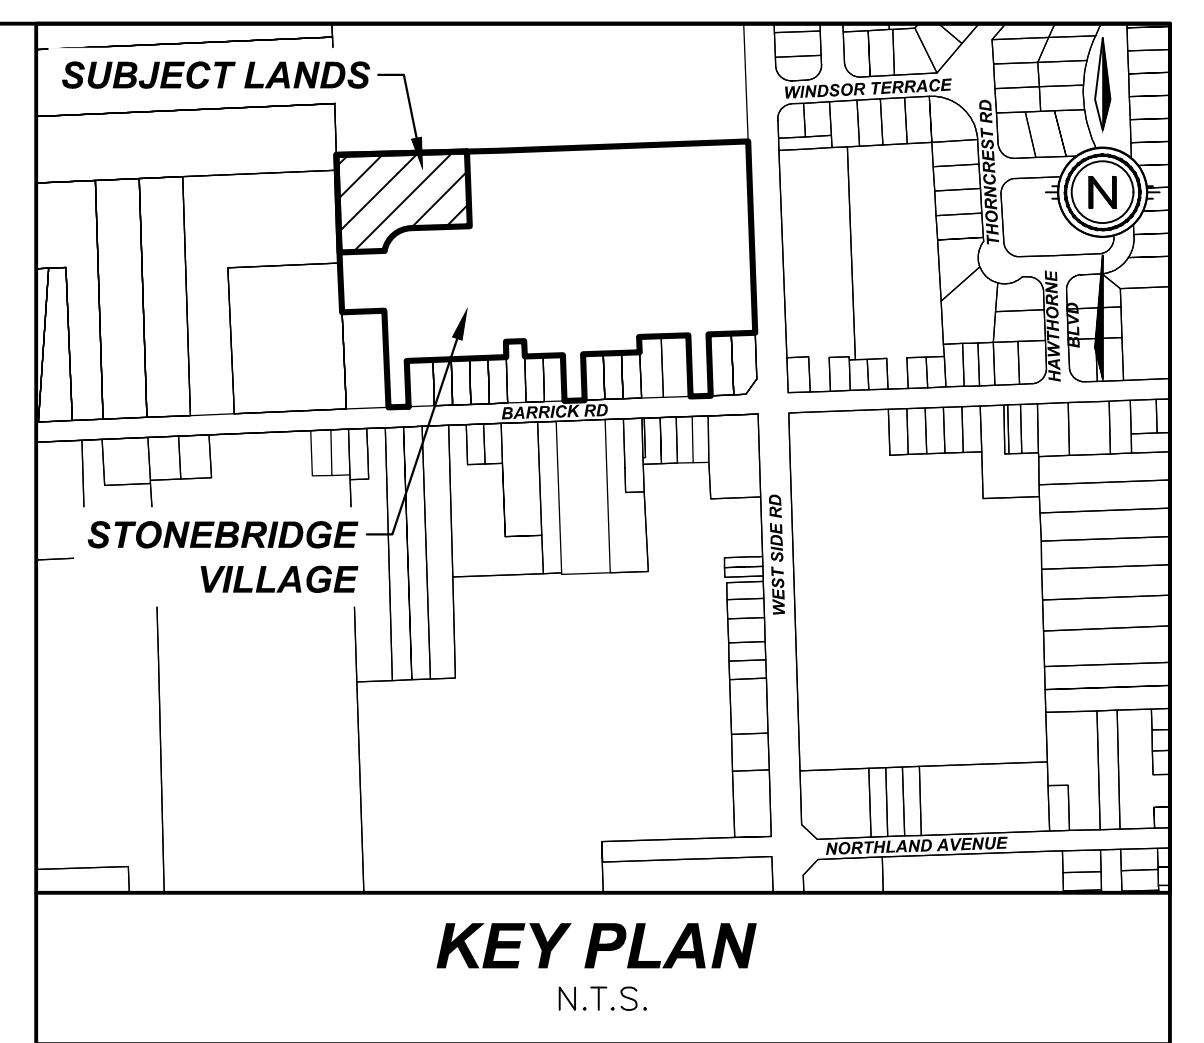 SUBJECT LANDS
WINDSOR TERRACE
THORNCREST RD
N
HAWTHORNE
BLVD
BARRICK RD
STONEBRIDGE
VILLAGE
WEST SIDE RD
NORTHLAND AVENUE
KEY PLAN
N.T.S.